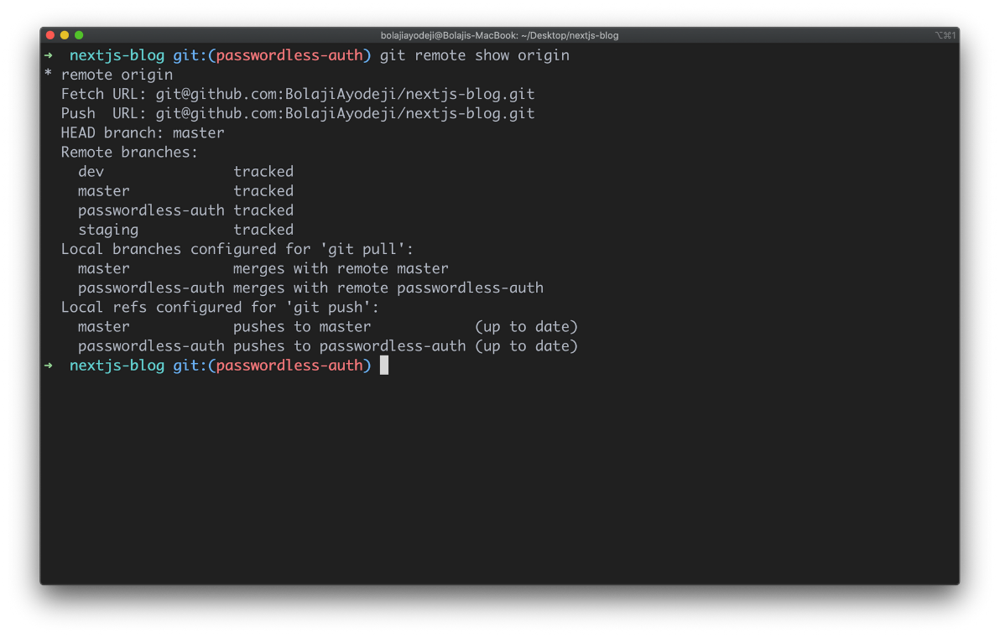 bolajiayodeji@Bolajis-MacBook: ~/Desktop/nextjs-blog ⌥⌘1
➜ nextjs-blog git:(passwordless-auth) git remote show origin
* remote origin
  Fetch URL: git@github.com:BolajiAyodeji/nextjs-blog.git
  Push  URL: git@github.com:BolajiAyodeji/nextjs-blog.git
  HEAD branch: master
  Remote branches:
    dev               tracked
    master            tracked
    passwordless-auth tracked
    staging           tracked
  Local branches configured for 'git pull':
    master            merges with remote master
    passwordless-auth merges with remote passwordless-auth
  Local refs configured for 'git push':
    master            pushes to master            (up to date)
    passwordless-auth pushes to passwordless-auth (up to date)
➜ nextjs-blog git:(passwordless-auth)